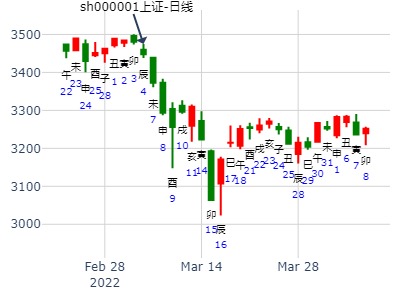 sh000001上证-日线
3500
3400
3300
3200
3100
3000
午
22
未
23
申
24
酉
25
子
28
丑
1
寅
2
卯
3
辰
4
未
7
申
8
酉
9
戌
10
亥
11
寅
14
卯
15
辰
16
巳
17
午
18
酉
21
戌
22
亥
23
子
24
丑
25
辰
28
巳
29
午
30
未
31
申
1
丑
6
寅
7
卯
8
Feb 28
2022
Mar 14
Mar 28